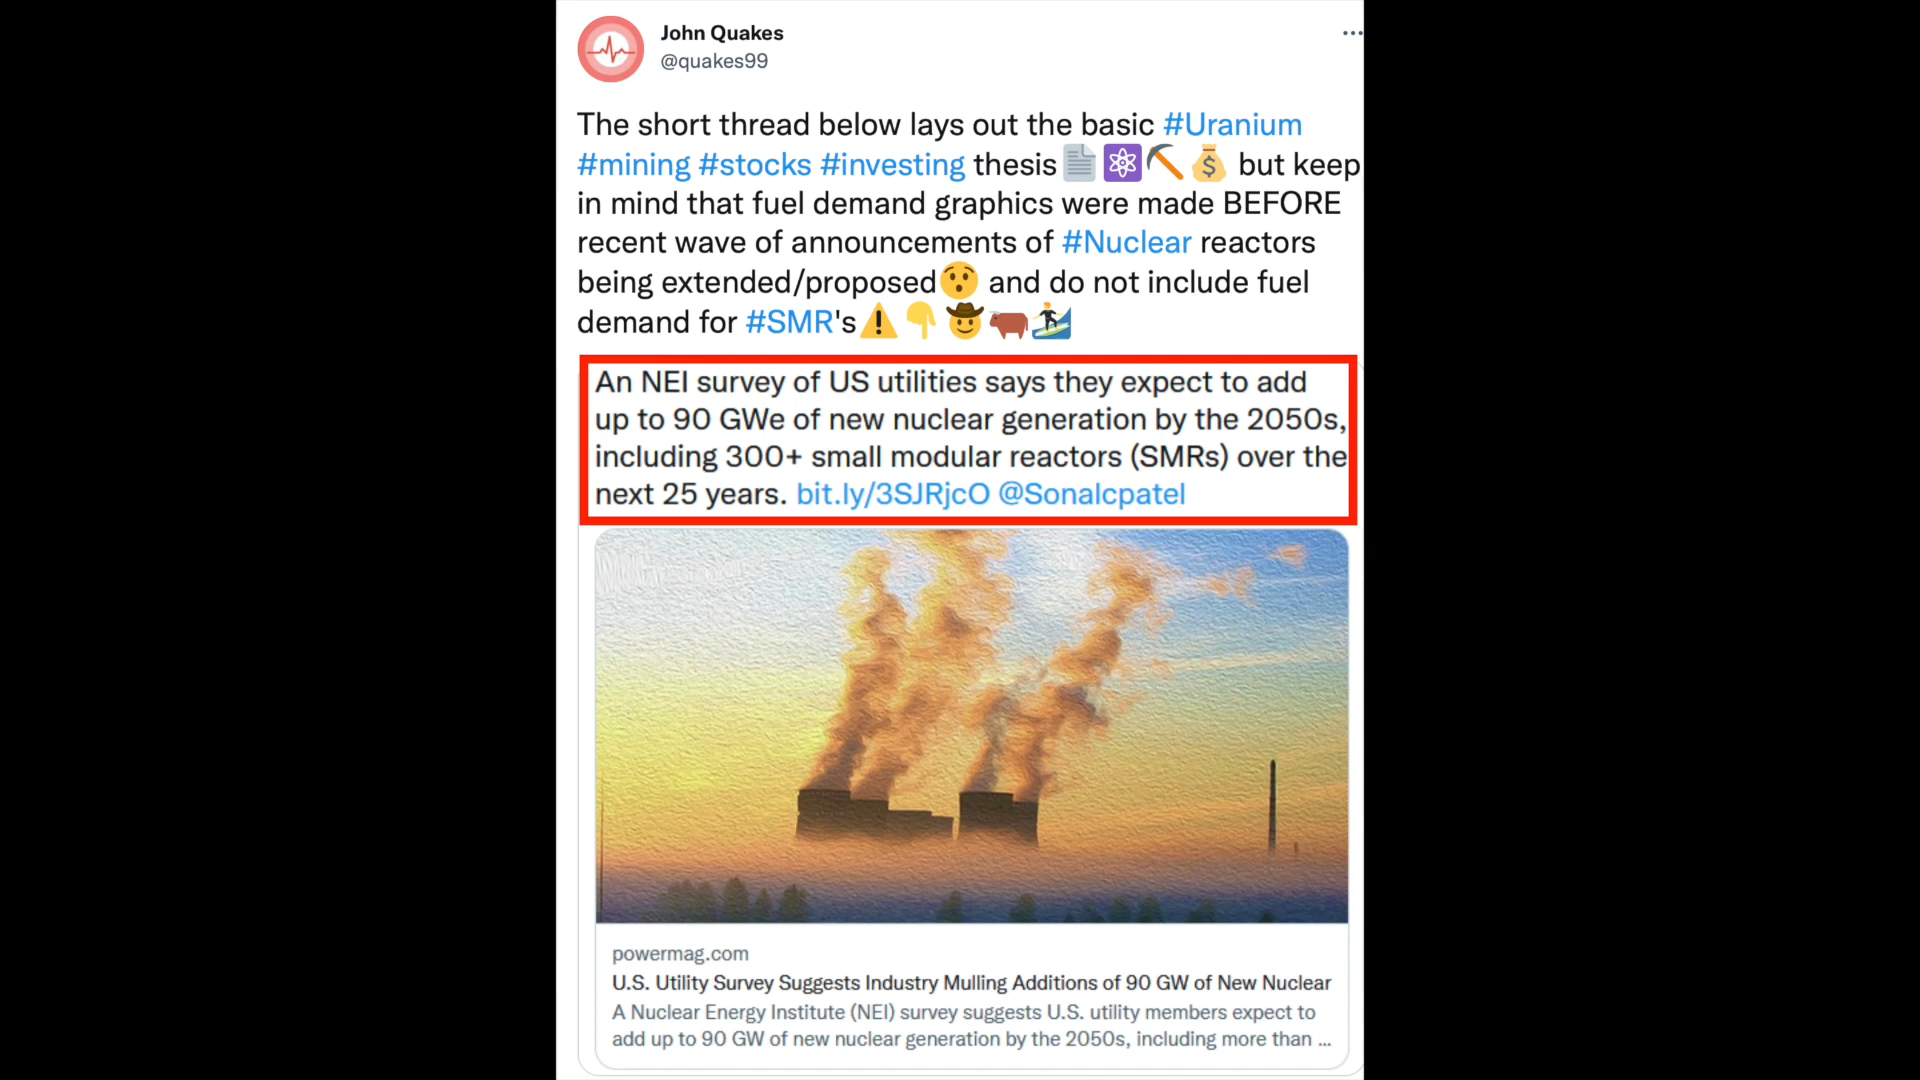 John Quakes
@quakes99
The short thread below lays out the basic #Uranium
#mining #stocks #investing thesis📄⚛️⛏️💰 but keep
in mind that fuel demand graphics were made BEFORE
recent wave of announcements of #Nuclear reactors
being extended/proposed😯 and do not include fuel
demand for #SMR's⚠️👇🤠🐂🏄‍♂️
An NEI survey of US utilities says they expect to add
up to 90 GWe of new nuclear generation by the 2050s,
including 300+ small modular reactors (SMRs) over the
next 25 years. bit.ly/3SJRjcO @Sonalcpatel
powermag.com
U.S. Utility Survey Suggests Industry Mulling Additions of 90 GW of New Nuclear
A Nuclear Energy Institute (NEI) survey suggests U.S. utility members expect to
add up to 90 GW of new nuclear generation by the 2050s, including more than ...